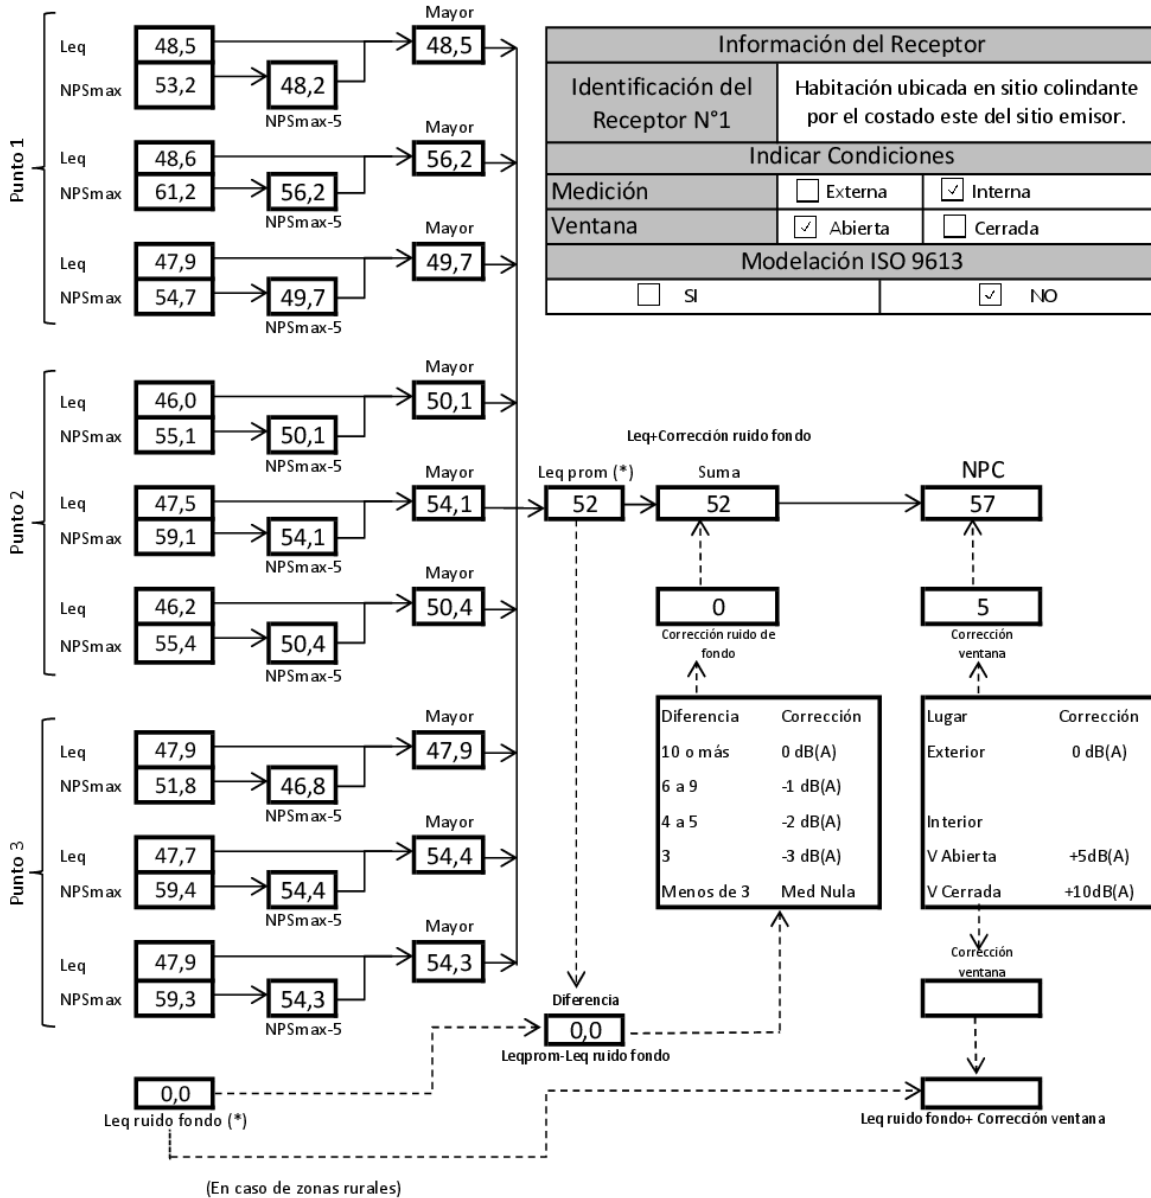 Información del Receptor
Identificación del
Receptor N°1
Habitación ubicada en sitio colindante
por el costado este del sitio emisor.
Indicar Condiciones
Medición
Externa
✓ Interna
Ventana
✓ Abierta
Cerrada
Modelación ISO 9613
SI
✓ NO
Punto 1
Leq 48,5
NPSmax 53,2
48,2
NPSmax-5
Mayor
48,5
Leq 48,6
NPSmax 61,2
56,2
NPSmax-5
Mayor
56,2
Leq 47,9
NPSmax 54,7
49,7
NPSmax-5
Mayor
49,7
Punto 2
Leq 46,0
NPSmax 55,1
50,1
NPSmax-5
Mayor
50,1
Leq 47,5
NPSmax 59,1
54,1
NPSmax-5
Mayor
54,1
Leq 46,2
NPSmax 55,4
50,4
NPSmax-5
Mayor
50,4
Punto 3
Leq 47,9
NPSmax 51,8
46,8
NPSmax-5
Mayor
47,9
Leq 47,7
NPSmax 59,4
54,4
NPSmax-5
Mayor
54,4
Leq 47,9
NPSmax 59,3
54,3
NPSmax-5
Mayor
54,3
Leq prom (*)
52
Leq+Corrección ruido fondo
Suma
52
NPC
57
0
Corrección ruido de
fondo
5
Corrección
ventana
Diferencia Corrección
10 o más 0 dB(A)
6 a 9 -1 dB(A)
4 a 5 -2 dB(A)
3 -3 dB(A)
Menos de 3 Med Nula
Lugar Corrección
Exterior 0 dB(A)
Interior
V Abierta +5dB(A)
V Cerrada +10dB(A)
Corrección
ventana
Diferencia
0,0
Leqprom-Leq ruido fondo
0,0
Leq ruido fondo (*)
Leq ruido fondo+ Corrección ventana
(En caso de zonas rurales)